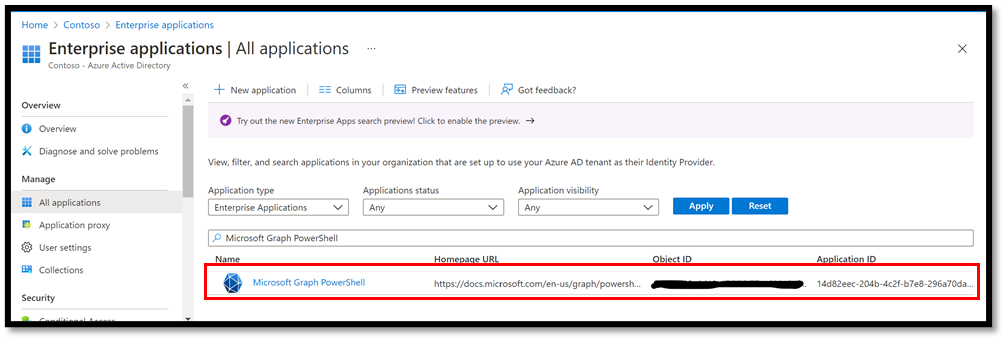 Home > Contoso > Enterprise applications
Enterprise applications | All applications ...
Contoso - Azure Active Directory
«
Overview
Overview
Diagnose and solve problems
Manage
All applications
Application proxy
User settings
Collections
Security
Conditional Access
New application
Columns
Preview features
Got feedback?
Try out the new Enterprise Apps search preview! Click to enable the preview. →
View, filter, and search applications in your organization that are set up to use your Azure AD tenant as their Identity Provider.
Application type
Applications status
Application visibility
Enterprise Applications
Any
Any
Apply
Reset
Microsoft Graph PowerShell
Name
Homepage URL
Object ID
Application ID
Microsoft Graph PowerShell
https://docs.microsoft.com/en-us/graph/powersh...
14d82eec-204b-4c2f-b7e8-296a70da...